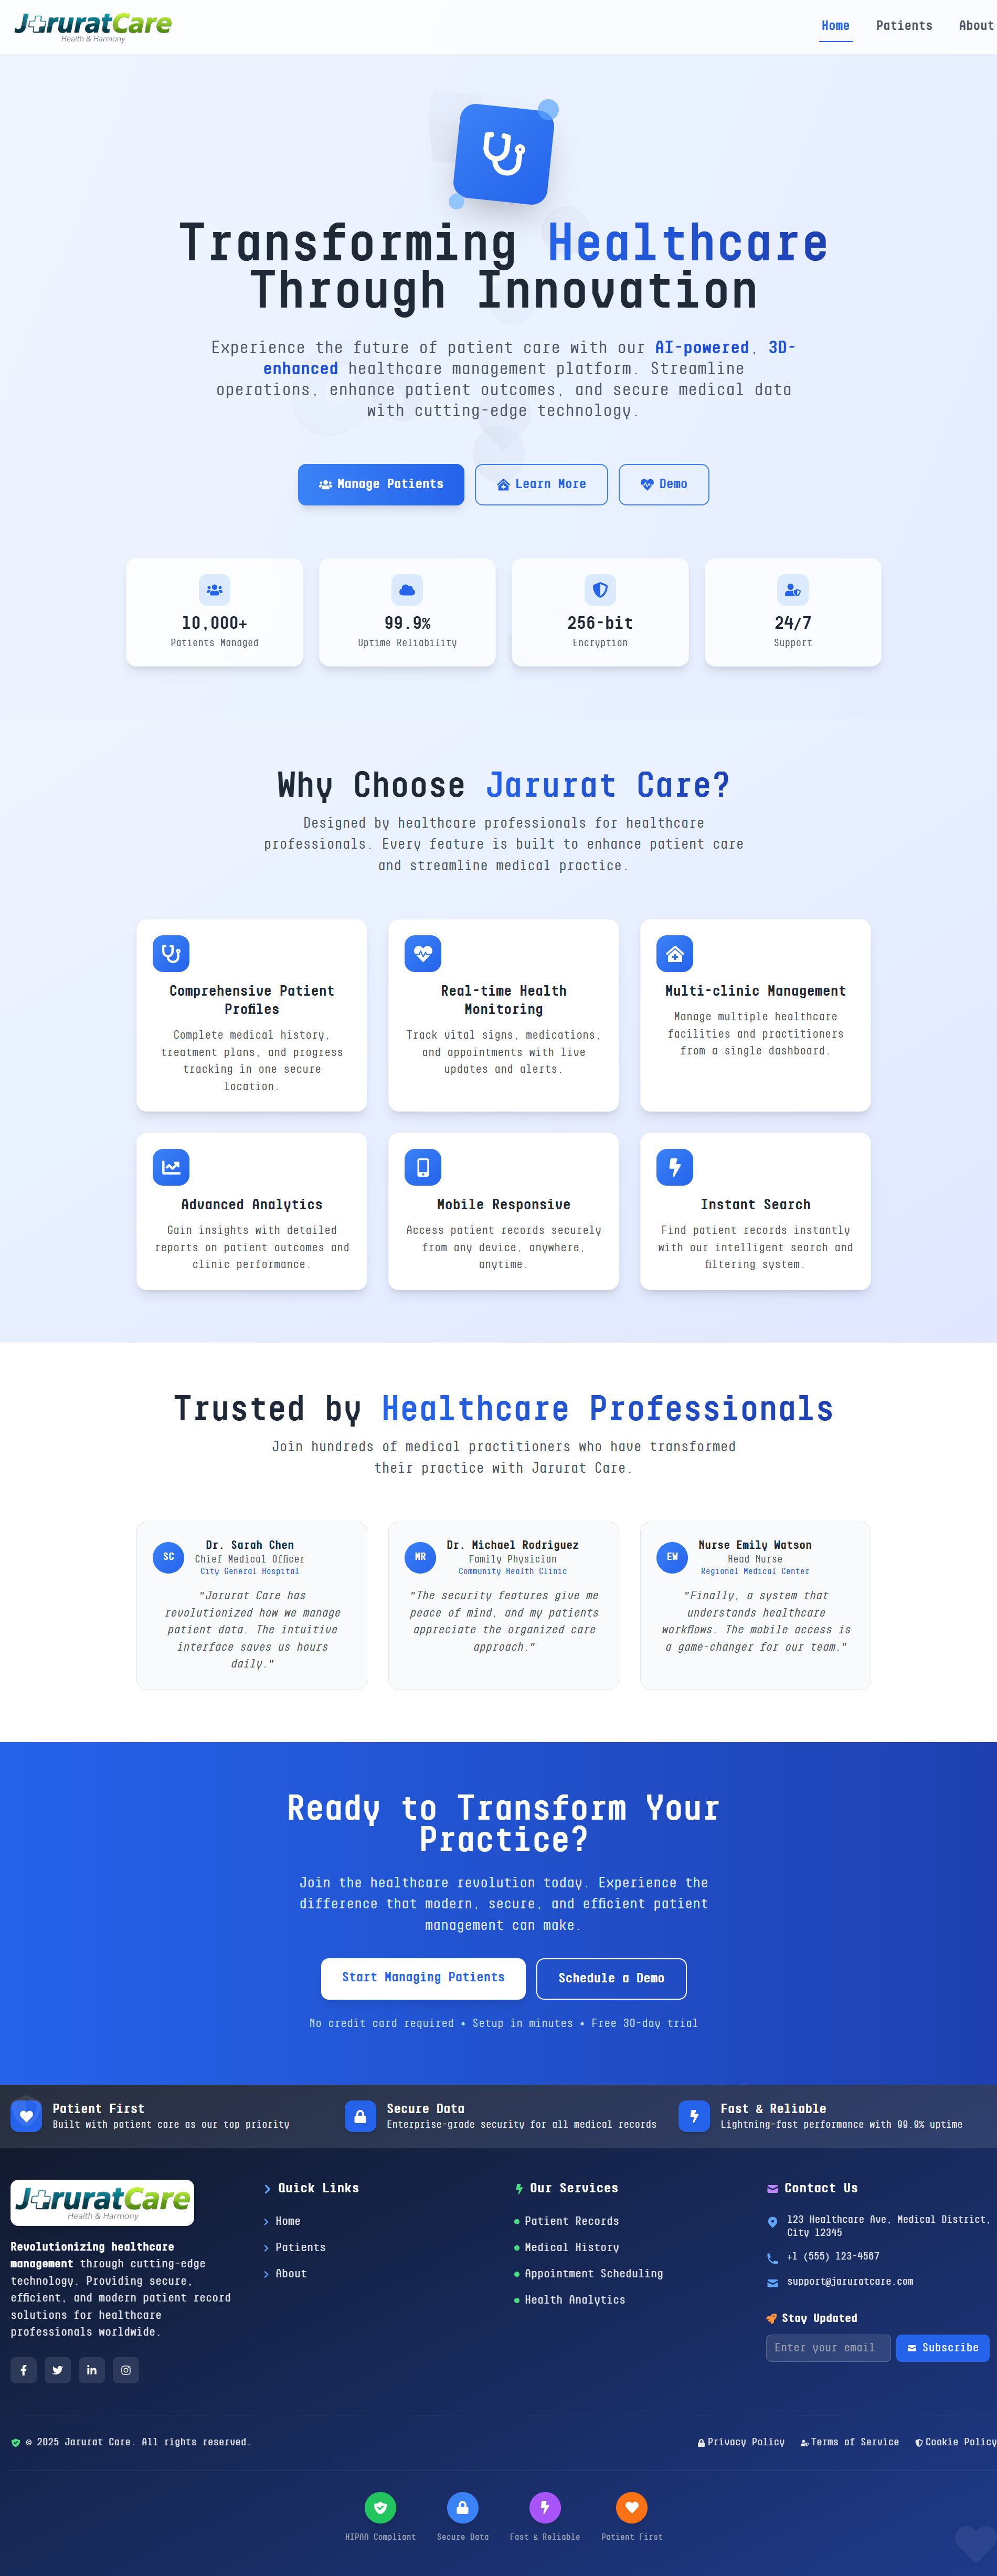 JaruratCare
Health & Harmony
Home
Patients
About
Transforming Healthcare
Through Innovation
Experience the future of patient care with our AI-powered, 3D-
enhanced healthcare management platform. Streamline
operations, enhance patient outcomes, and secure medical data
with cutting-edge technology.
Manage Patients
Learn More
Demo
10,000+
Patients Managed
99.9%
Uptime Reliability
256-bit
Encryption
24/7
Support
Why Choose Jarurat Care?
Designed by healthcare professionals for healthcare
professionals. Every feature is built to enhance patient care
and streamline medical practice.
Comprehensive Patient
Profiles
Complete medical history,
treatment plans, and progress
tracking in one secure
location.
Real-time Health
Monitoring
Track vital signs, medications,
and appointments with live
updates and alerts.
Multi-clinic Management
Manage multiple healthcare
facilities and practitioners
from a single dashboard.
Advanced Analytics
Gain insights with detailed
reports on patient outcomes and
clinic performance.
Mobile Responsive
Access patient records securely
from any device, anywhere,
anytime.
Instant Search
Find patient records instantly
with our intelligent search and
filtering system.
Trusted by Healthcare Professionals
Join hundreds of medical practitioners who have transformed
their practice with Jarurat Care.
SC
Dr. Sarah Chen
Chief Medical Officer
City General Hospital
"Jarurat Care has
revolutionized how we manage
patient data. The intuitive
interface saves us hours
daily."
MR
Dr. Michael Rodriguez
Family Physician
Community Health Clinic
"The security features give me
peace of mind, and my patients
appreciate the organized care
approach."
EW
Nurse Emily Watson
Head Nurse
Regional Medical Center
"Finally, a system that
understands healthcare
workflows. The mobile access is
a game-changer for our team."
Ready to Transform Your
Practice?
Join the healthcare revolution today. Experience the
difference that modern, secure, and efficient patient
management can make.
Start Managing Patients
Schedule a Demo
No credit card required • Setup in minutes • Free 30-day trial
Patient First
Built with patient care as our top priority
Secure Data
Enterprise-grade security for all medical records
Fast & Reliable
Lightning-fast performance with 99.9% uptime
JaruratCare
Health & Harmony
Revolutionizing healthcare
management through cutting-edge
technology. Providing secure,
efficient, and modern patient record
solutions for healthcare
professionals worldwide.
Quick Links
Home
Patients
About
Our Services
Patient Records
Medical History
Appointment Scheduling
Health Analytics
Contact Us
123 Healthcare Ave, Medical District,
City 12345
+1 (555) 123-4567
support@jaruratcare.com
Stay Updated
Enter your email
Subscribe
© 2025 Jarurat Care. All rights reserved.
Privacy Policy
Terms of Service
Cookie Policy
HIPAA Compliant
Secure Data
Fast & Reliable
Patient First